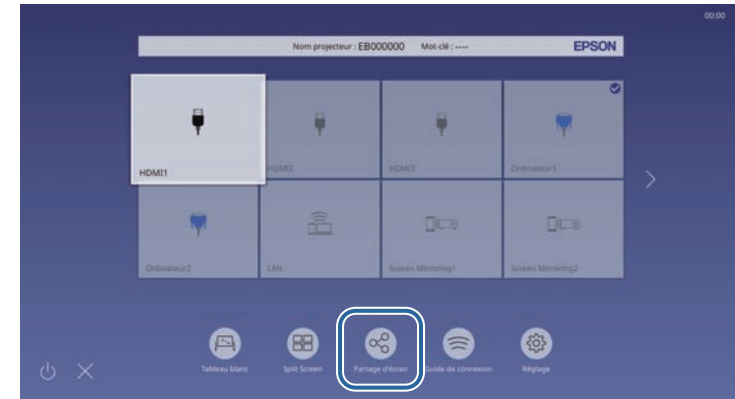 00:00
Nom projecteur : EB000000 Mot-clé : ---- EPSON
HDMI1 HDMI2 HDMI3 Ordinateur1
Ordinateur2 LAN Screen Mirroring1 Screen Mirroring2
Tableau blanc Split Screen Partage d'écran Guide de connexion Réglage